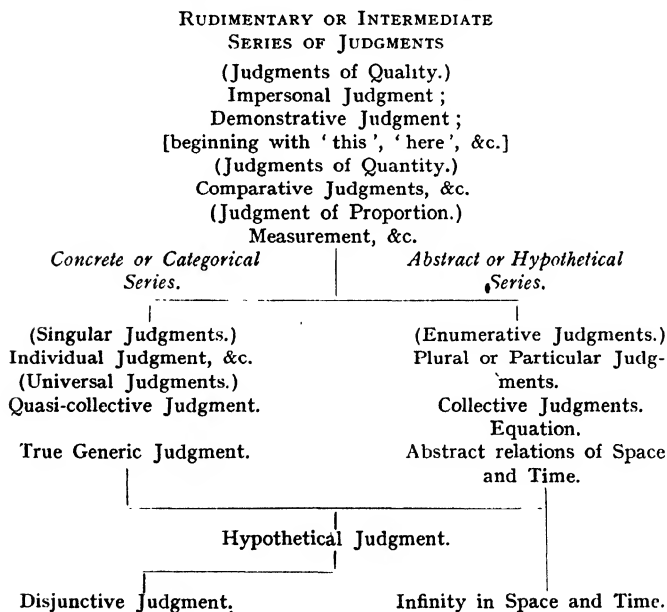 RUDIMENTARY OR INTERMEDIATE
SERIES OF JUDGMENTS
(Judgments of Quality.)
Impersonal Judgment ;
Demonstrative Judgment ;
[beginning with ‘ this ’, ‘ here ’, &c.]
(Judgments of Quantity.)
Comparative Judgments, &c.
(Judgment of Proportion.)
Measurement, &c.
Concrete or Categorical
Series.
Abstract or Hypothetical
Series.
(Singular Judgments.)
Individual Judgment, &c.
(Universal Judgments.)
Quasi-collective Judgment.
True Generic Judgment.
(Enumerative Judgments.)
Plural or Particular Judg-
ments.
Collective Judgments.
Equation.
Abstract relations of Space
and Time.
Hypothetical Judgment.
Disjunctive Judgment.
Infinity in Space and Time.